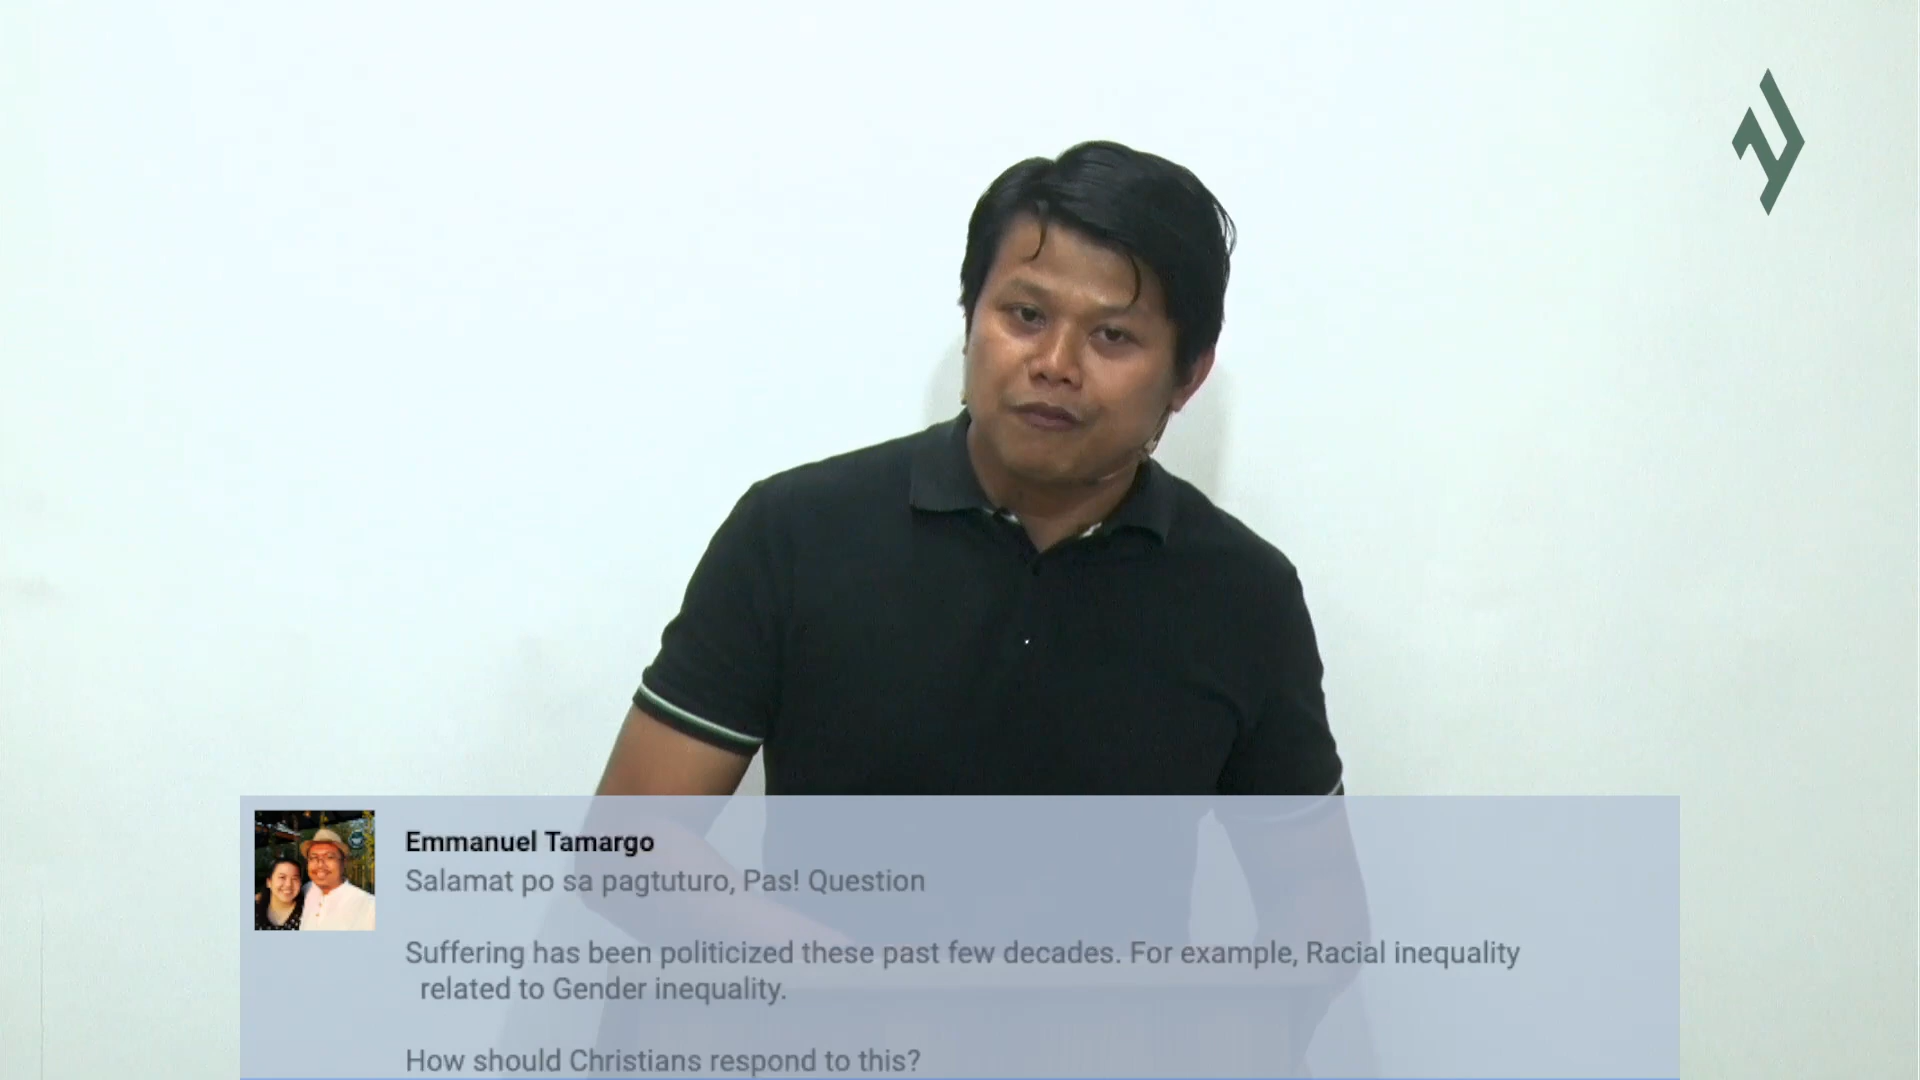 Emmanuel Tamargo
Salamat po sa pagtuturo, Pas! Question
Suffering has been politicized these past few decades. For example, Racial inequality
related to Gender inequality.
How should Christians respond to this?